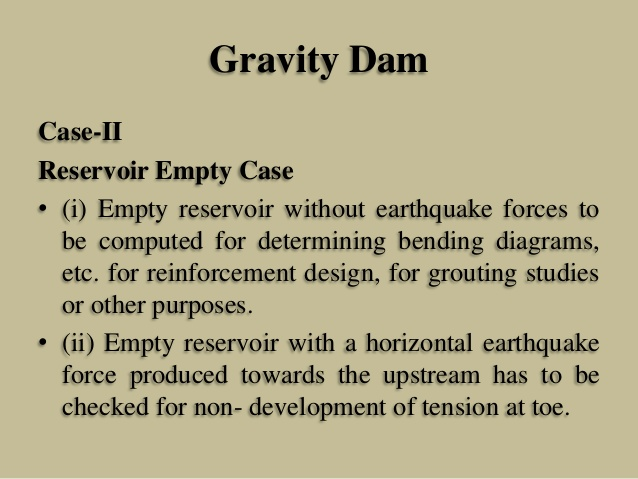 Gravity Dam
Case-II
Reservoir Empty Case
• (i) Empty reservoir without earthquake forces to
be computed for determining bending diagrams,
etc. for reinforcement design, for grouting studies
or other purposes.
• (ii) Empty reservoir with a horizontal earthquake
force produced towards the upstream has to be
checked for non- development of tension at toe.